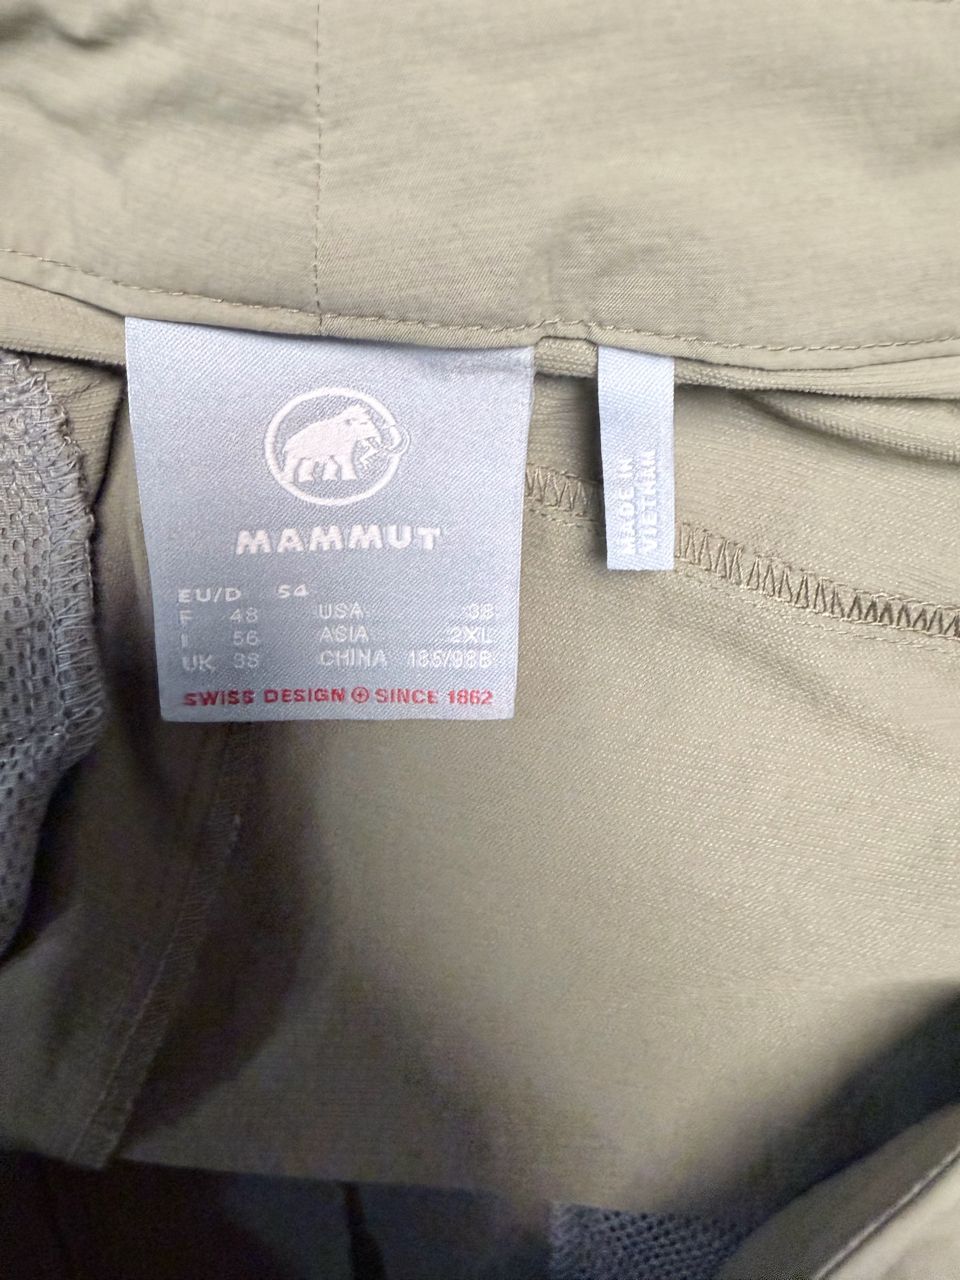 MAMMUT
EU/D 54
F 48 USA 38
I 56 ASIA 2XL
UK 38 CHINA 185/98B
SWISS DESIGN SINCE 1862
MADE IN
VIETNAM